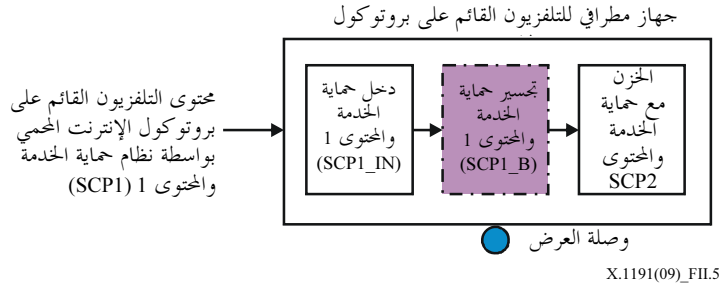 جهاز مطرافي للتلفزيون القائم على بروتوكول
محتوى التلفزيون القائم على
بروتوكول الإنترنت المحمي
بواسطة نظام حماية الخدمة
والمحتوى 1 (SCP1)
دخل حماية
الخدمة
والمحتوى 1
(SCP1_IN)
تجسير حماية
الخدمة
والمحتوى 1
(SCP1_B)
الخزن
مع حماية
الخدمة
والمحتوى
SCP2
وصلة العرض
X.1191(09)_FII.5